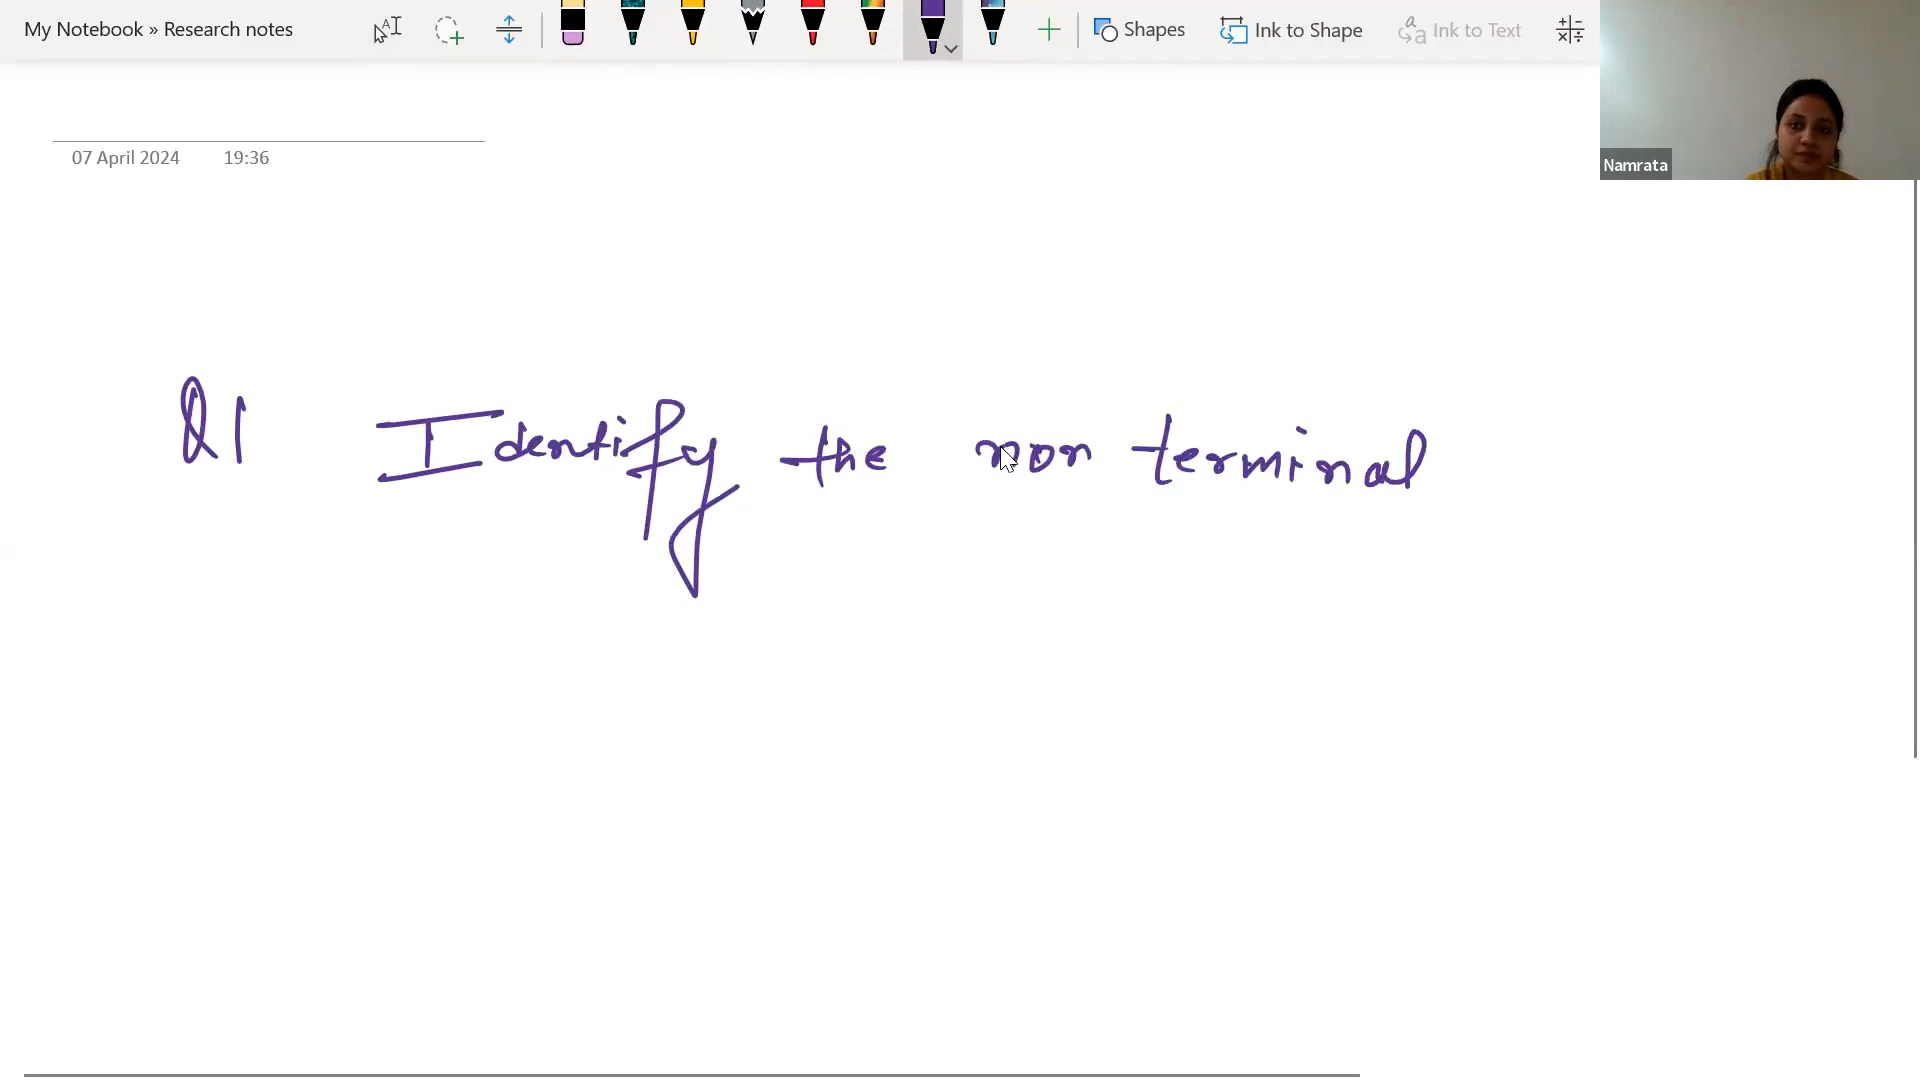 My Notebook » Research notes
Shapes
Ink to Shape
Ink to Text
Namrata
07 April 2024 19:36
Q1 Identify the non terminal